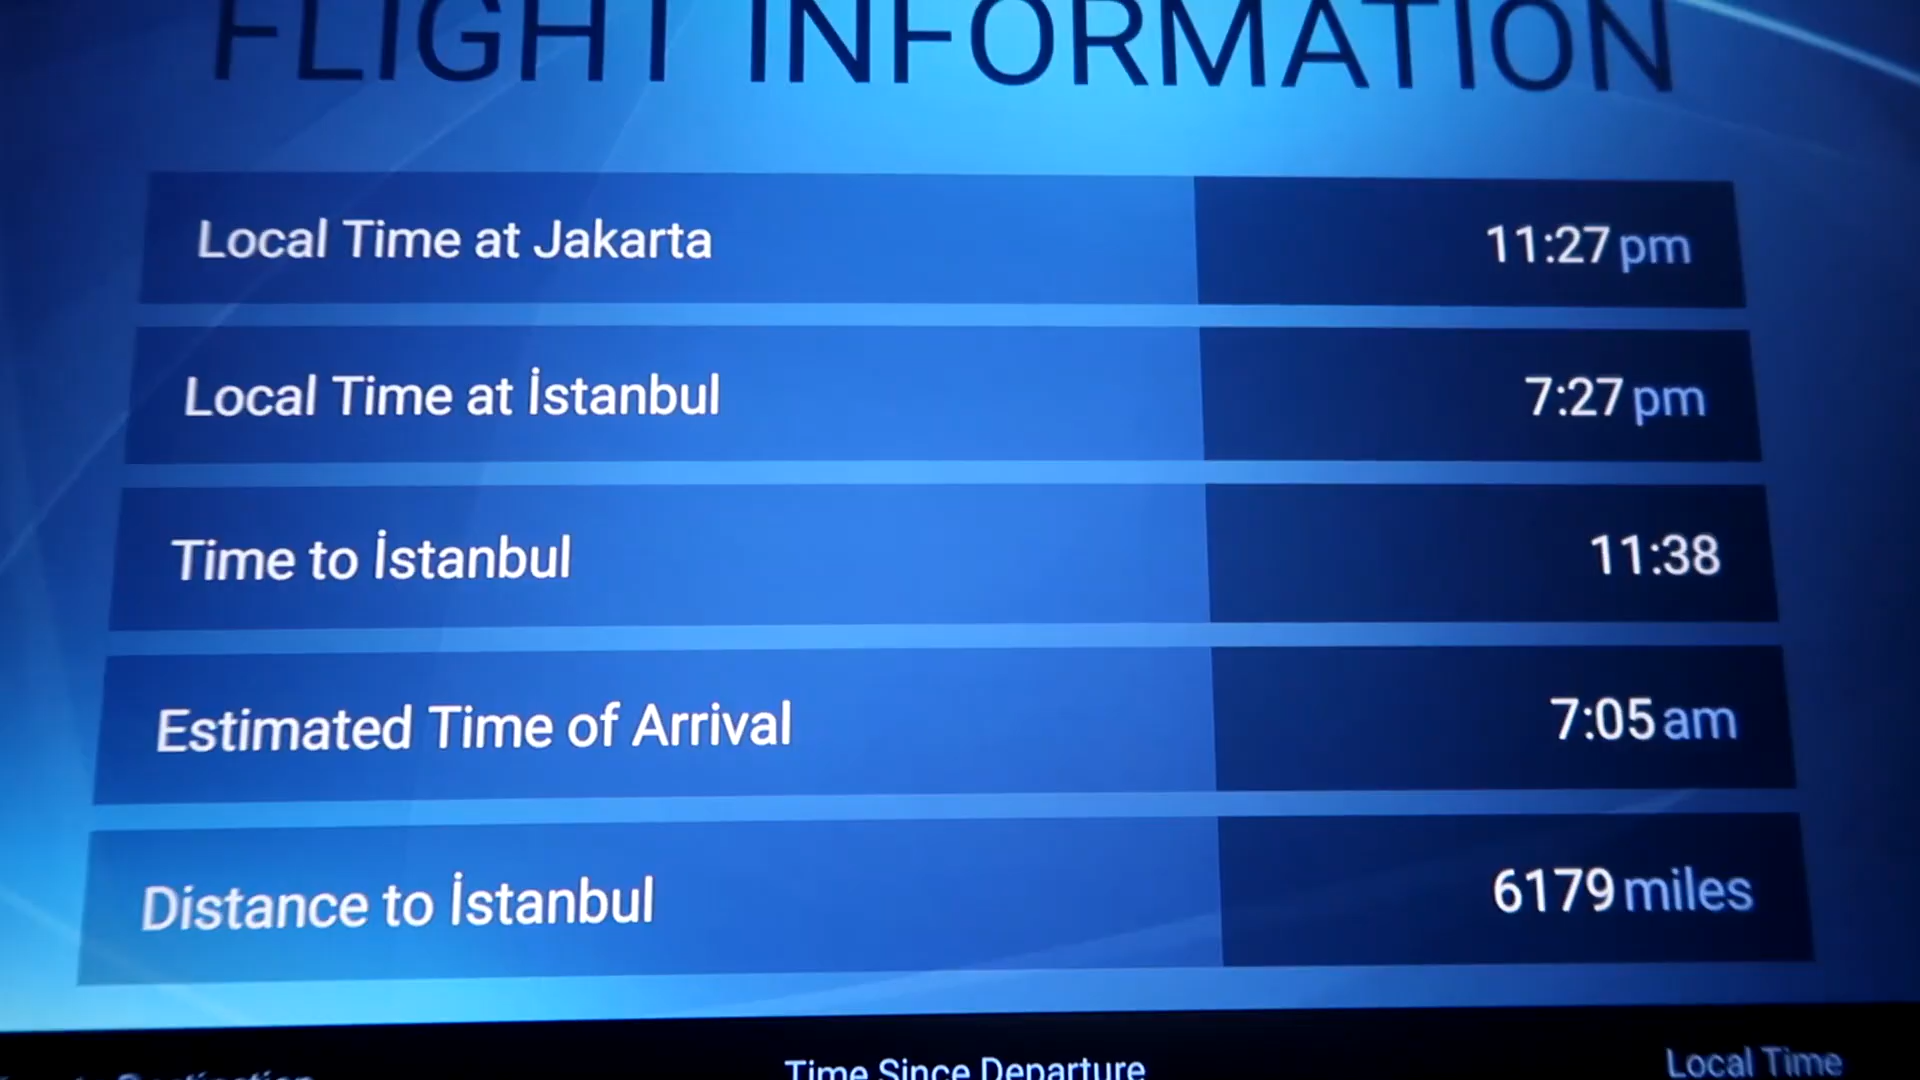 FLIGHT INFORMATION
Local Time at Jakarta 11:27 pm
Local Time at İstanbul 7:27 pm
Time to İstanbul 11:38
Estimated Time of Arrival 7:05 am
Distance to İstanbul 6179 miles
Time Since Departure Local Time